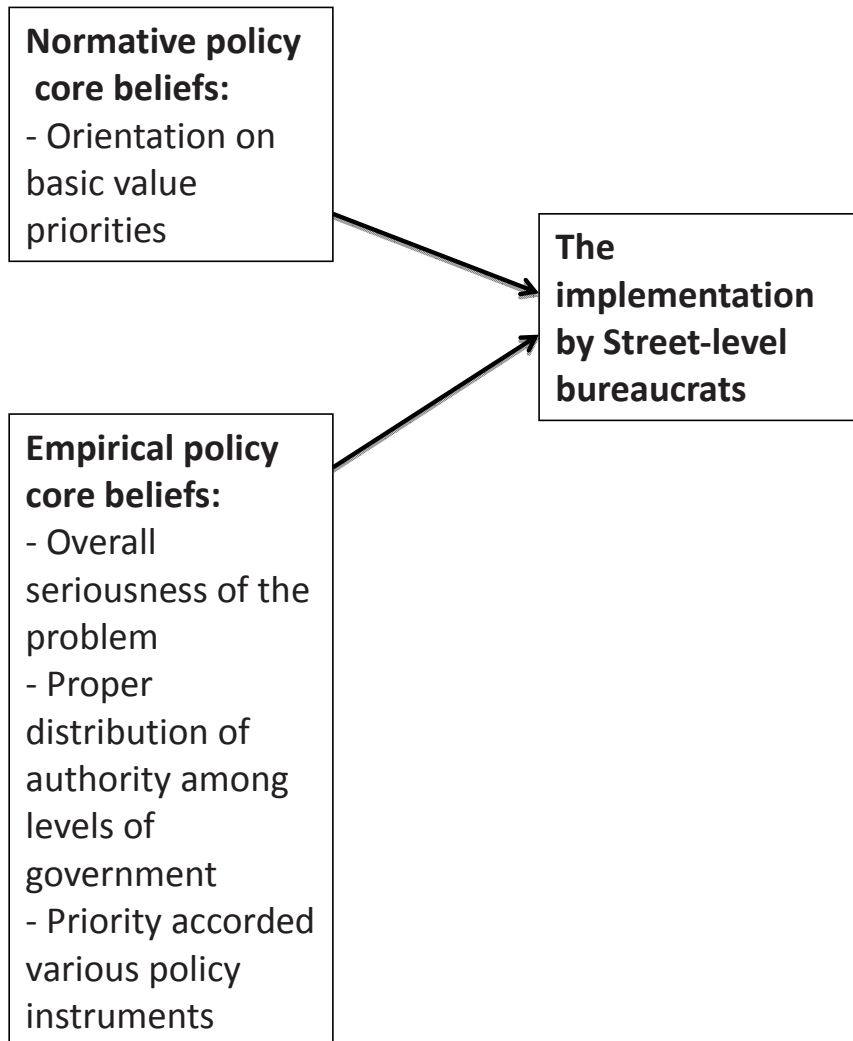 Normative policy
core beliefs:
- Orientation on
basic value
priorities
The
implementation
by Street-level
bureaucrats
Empirical policy
core beliefs:
- Overall
seriousness of the
problem
- Proper
distribution of
authority among
levels of
government
- Priority accorded
various policy
instruments